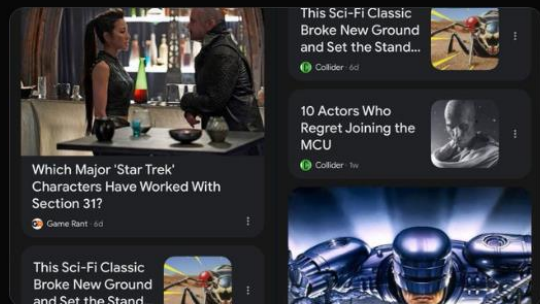 Which Major 'Star Trek'
Characters Have Worked With
Section 31?
Game Rant · 6d
This Sci-Fi Classic
Broke New Ground
and Set the Stand
This Sci-Fi Classic
Broke New Ground
and Set the Stand...
Collider · 6d
10 Actors Who
Regret Joining the
MCU
Collider · 1w